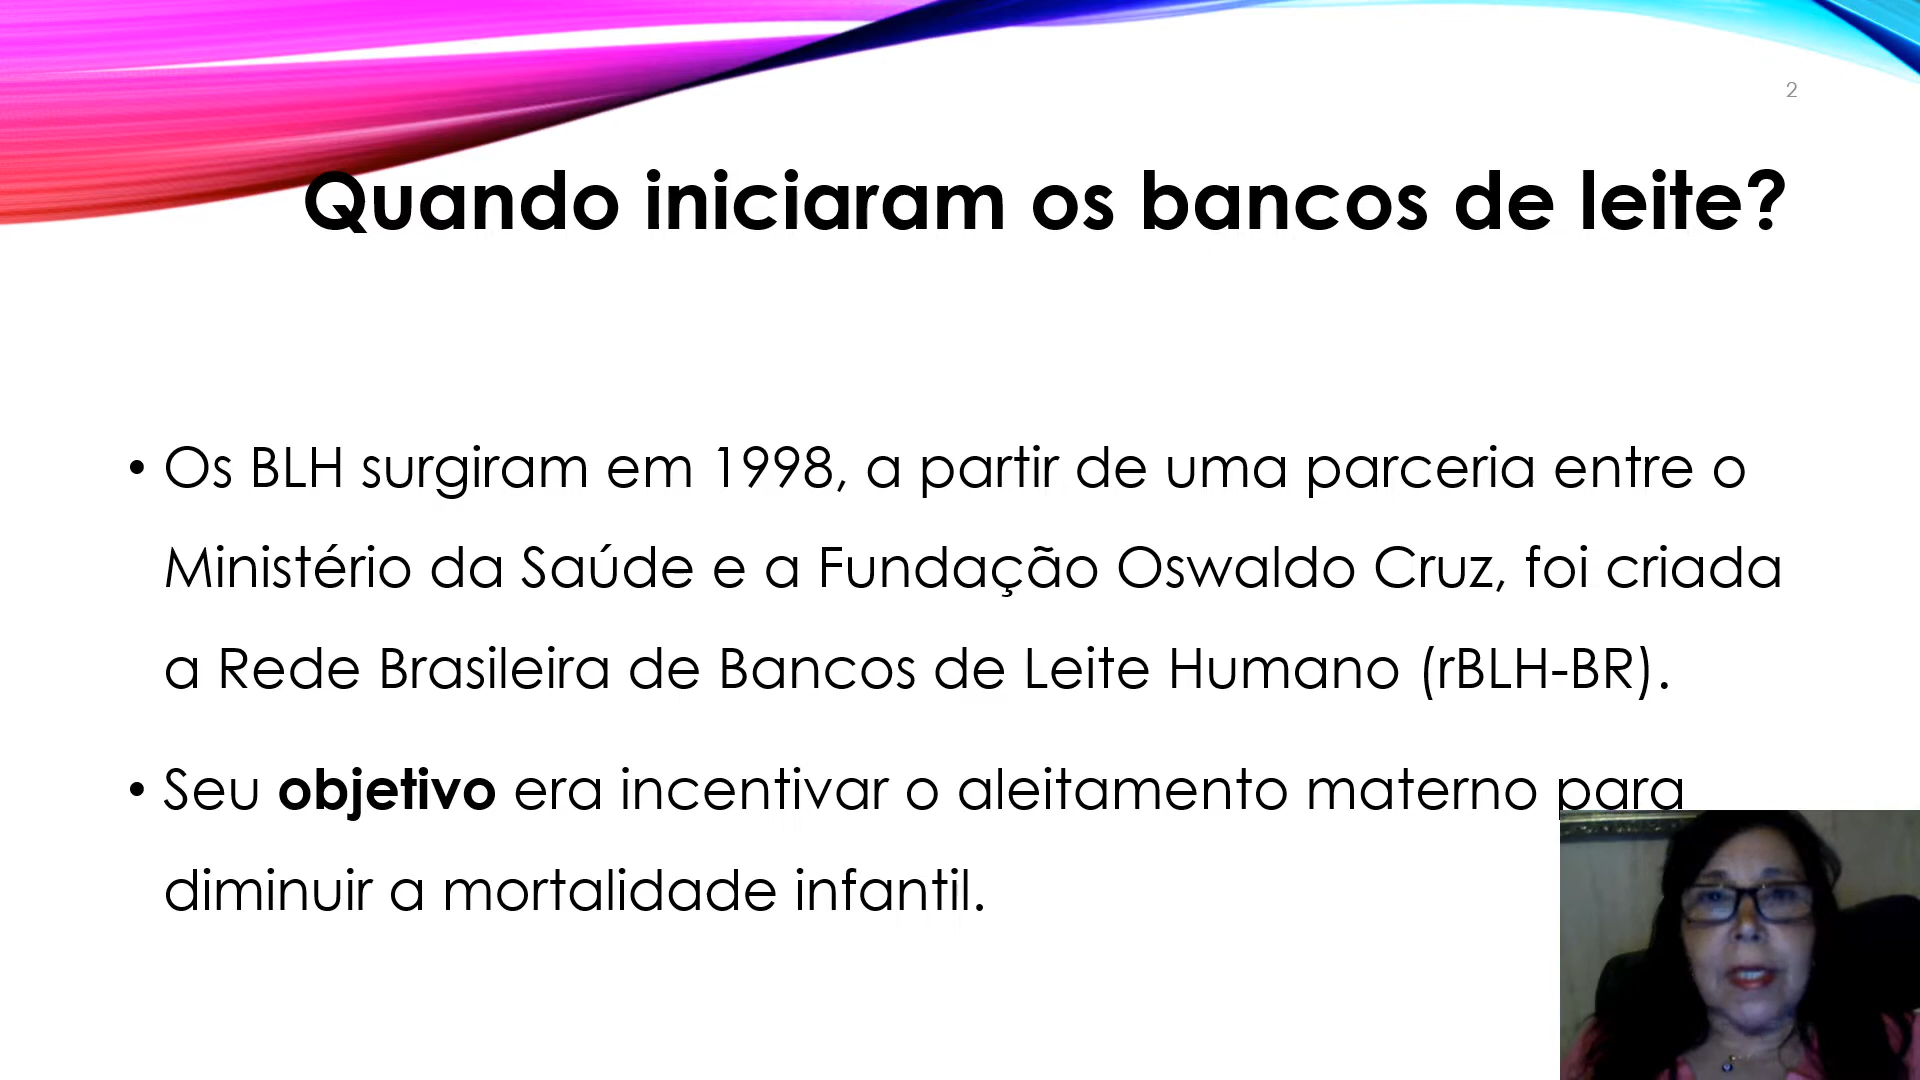 2
Quando iniciaram os bancos de leite?
• Os BLH surgiram em 1998, a partir de uma parceria entre o
Ministério da Saúde e a Fundação Oswaldo Cruz, foi criada
a Rede Brasileira de Bancos de Leite Humano (rBLH-BR).
• Seu objetivo era incentivar o aleitamento materno para
diminuir a mortalidade infantil.